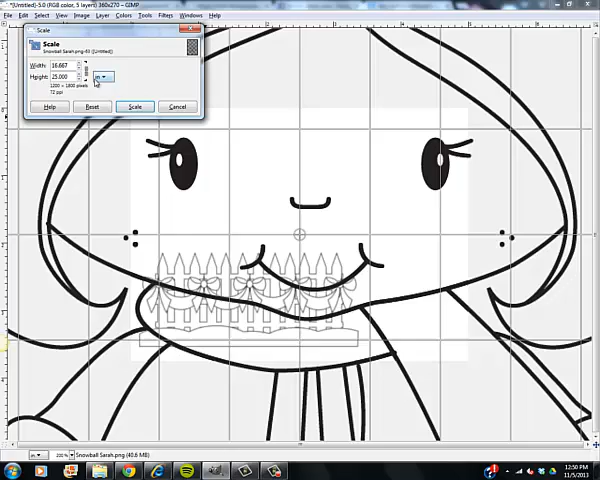 *[Untitled]-5.0 (RGB color, 5 layers) 360x270 – GIMP
File Edit Select View Image Layer Colors Tools Filters Windows Help
Scale
Scale
Snowball Sarah.png-63 ([Untitled])
Width: 16.667
Height: 25.000 in
1200 × 1800 pixels
72 ppi
Help Reset Scale Cancel
in 200 % Snowball Sarah.png (40.6 MB)
12:50 PM
11/5/2013